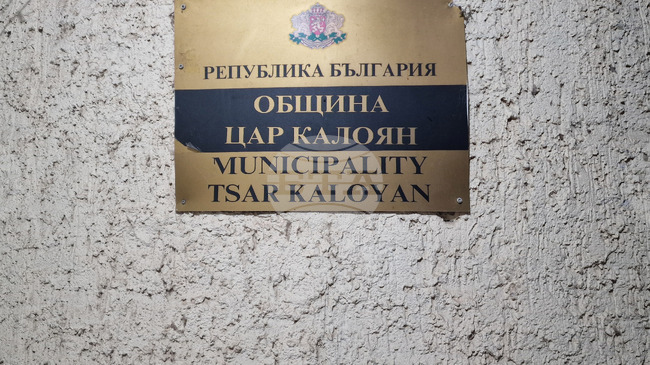 РЕПУБЛИКА БЪЛГАРИЯ
ОБЩИНА
ЦАР КАЛОЯН
MUNICIPALITY
TSAR KALOYAN